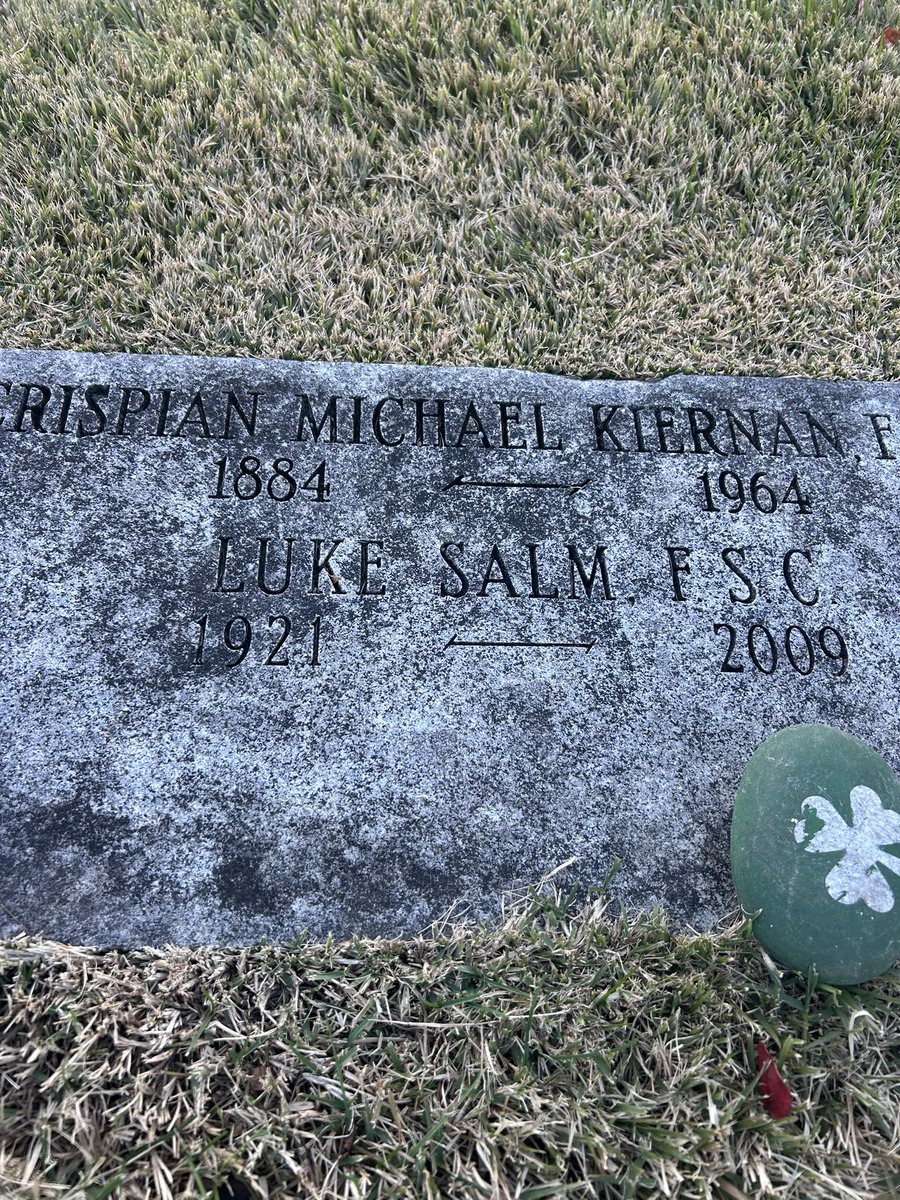 CRISPIAN MICHAEL KIERNAN, F
1884 — 1964
LUKE SALM, F S C
1921 — 2009